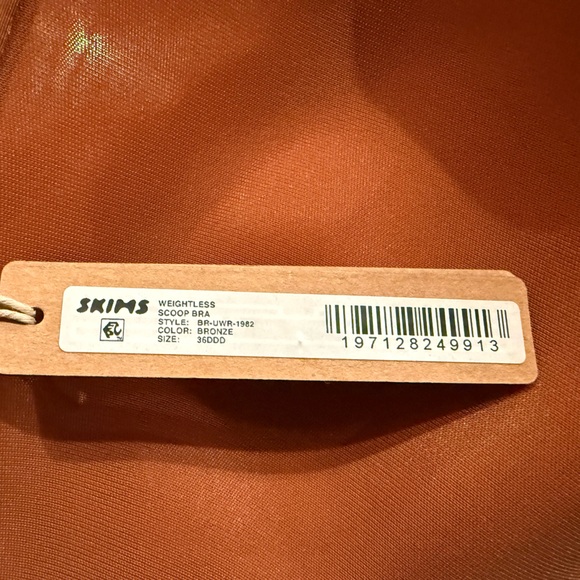 SKIMS
WEIGHTLESS
SCOOP BRA
STYLE: BR-UWR-1982
COLOR: BRONZE
SIZE: 36DDD
197128249913